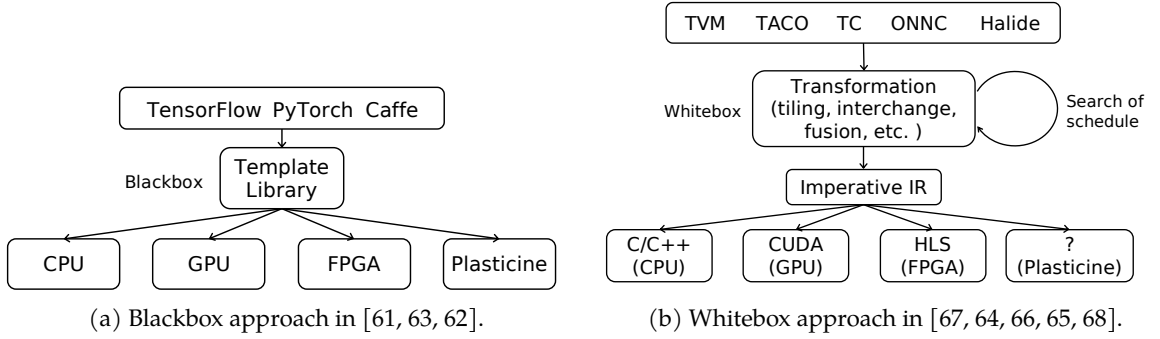 TensorFlow PyTorch Caffe
Blackbox
Template
Library
CPU GPU FPGA Plasticine
(a) Blackbox approach in [61, 63, 62].
TVM TACO TC ONNC Halide
Whitebox
Transformation
(tiling, interchange,
fusion, etc. )
Search of
schedule
Imperative IR
C/C++
(CPU)
CUDA
(GPU)
HLS
(FPGA)
?
(Plasticine)
(b) Whitebox approach in [67, 64, 66, 65, 68].